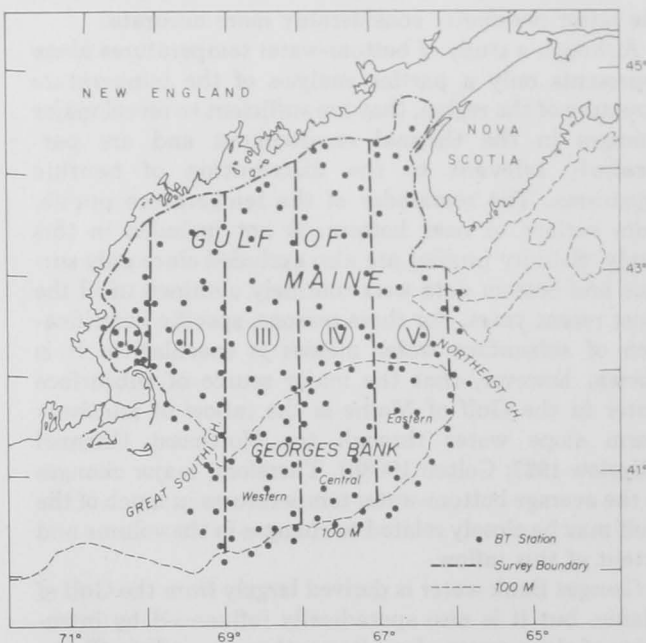 45°
NEW ENGLAND
NOVA
SCOTIA
GULF OF
MAINE
43°
I
II
III
IV
V
NORTHEAST CH.
Eastern
GEORGES BANK
Central
Western
GREAT SOUTH CH.
41°
100 M
BT Station
Survey Boundary
100 M
71°
69°
67°
65°